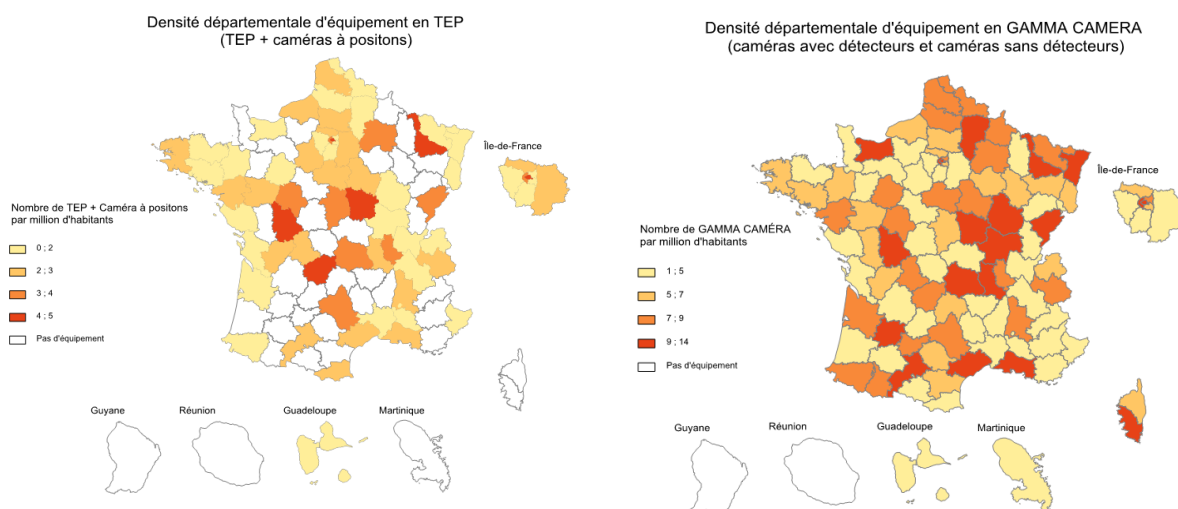 Densité départementale d'équipement en TEP
(TEP + caméras à positons)
Île-de-France
Nombre de TEP + Caméra à positons
par million d'habitants
0 ; 2
2 ; 3
3 ; 4
4 ; 5
Pas d'équipement
Guyane
Réunion
Guadeloupe
Martinique
Densité départementale d'équipement en GAMMA CAMERA
(caméras avec détecteurs et caméras sans détecteurs)
Île-de-France
Nombre de GAMMA CAMÉRA
par million d'habitants
1 ; 5
5 ; 7
7 ; 9
9 ; 14
Pas d'équipement
Guyane
Réunion
Guadeloupe
Martinique